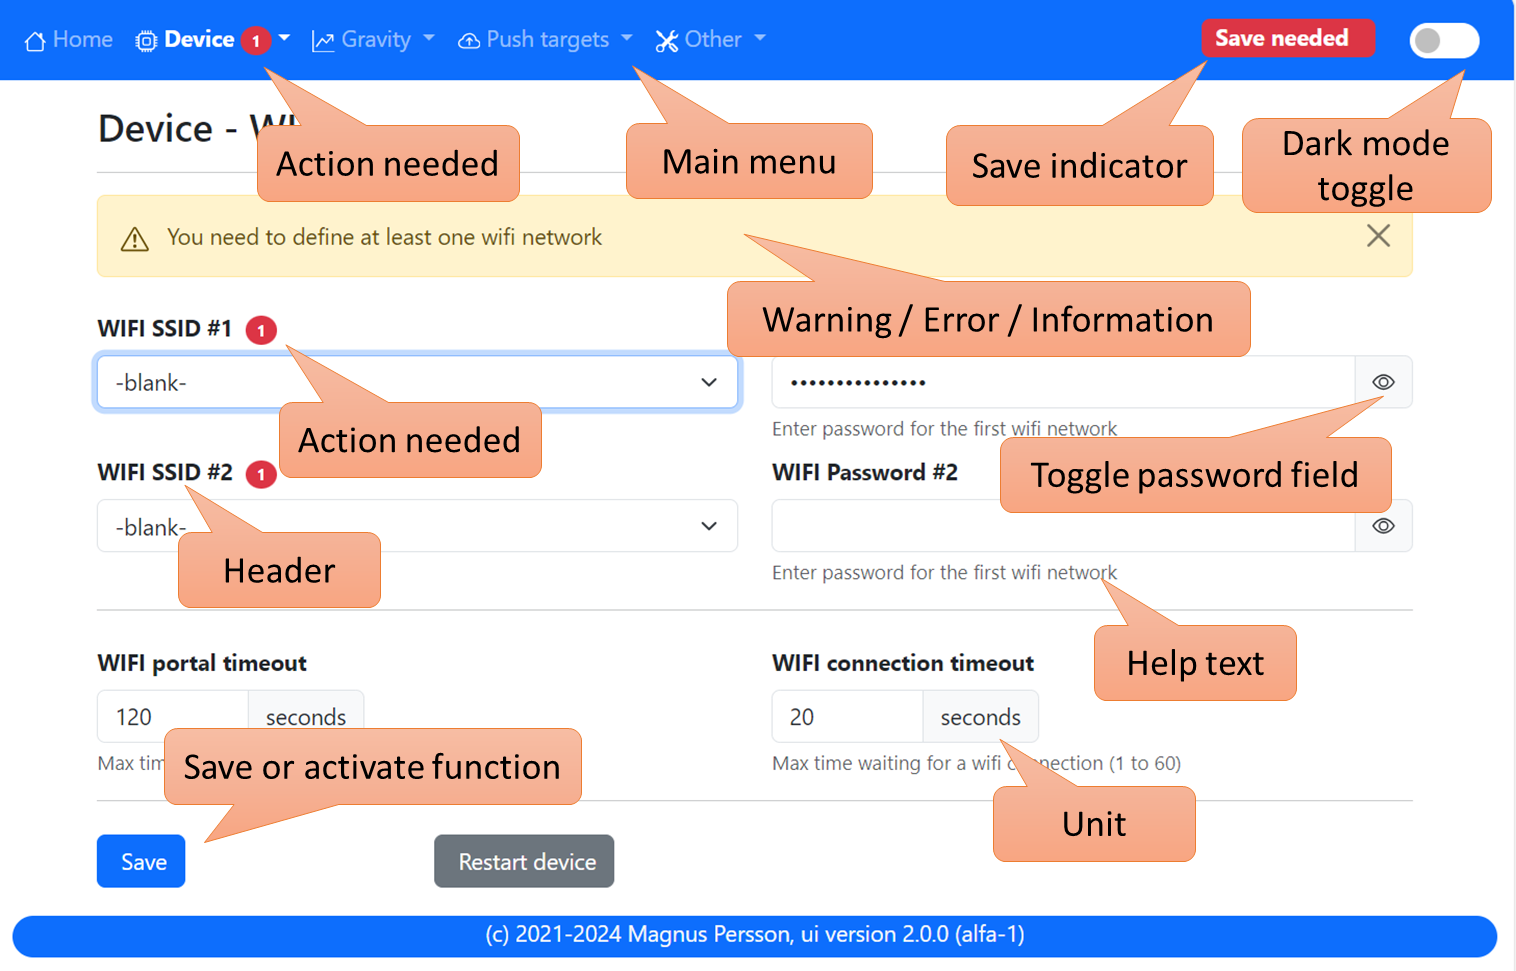 Home
Device 1
Gravity
Push targets
Other
Save needed
Device - WI
Action needed
Main menu
Save indicator
Dark mode
toggle
You need to define at least one wifi network
Warning / Error / Information
WIFI SSID #1 1
-blank-
•••••••••••••••
Enter password for the first wifi network
Action needed
WIFI SSID #2 1
WIFI Password #2
Toggle password field
-blank-
Header
Enter password for the first wifi network
Help text
WIFI portal timeout
WIFI connection timeout
120 seconds
20 seconds
Max tim
Max time waiting for a wifi connection (1 to 60)
Save or activate function
Unit
Save
Restart device
(c) 2021-2024 Magnus Persson, ui version 2.0.0 (alfa-1)